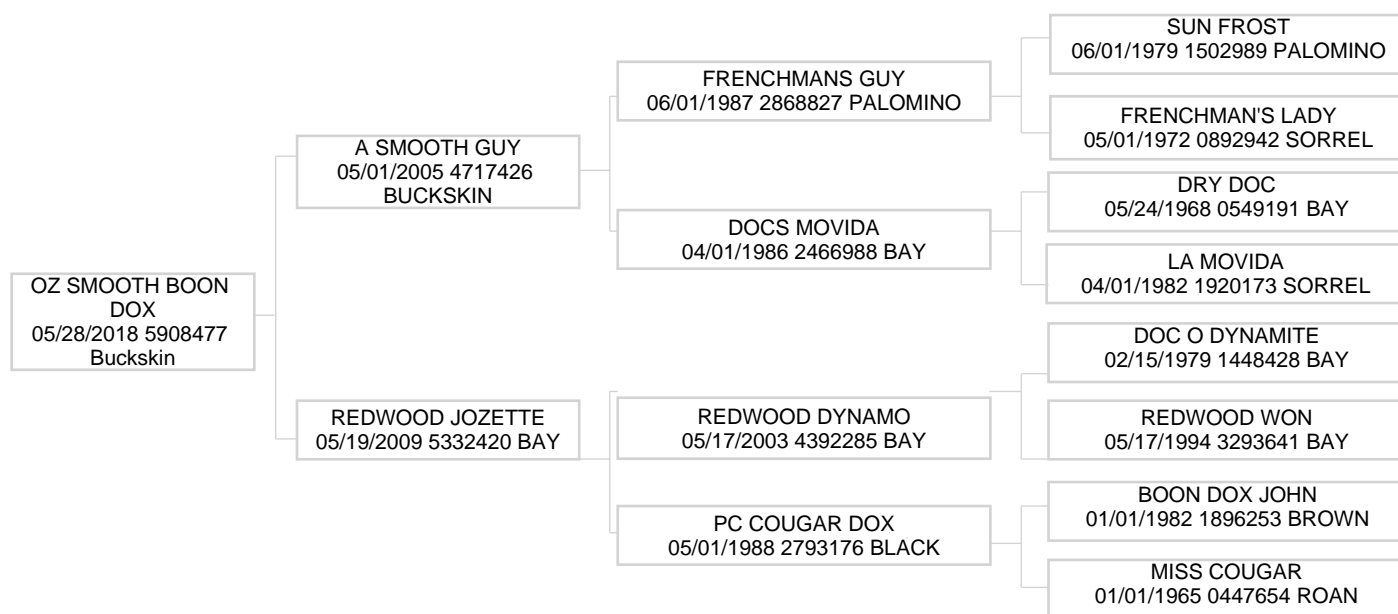 OZ SMOOTH BOON
DOX
05/28/2018 5908477
Buckskin
A SMOOTH GUY
05/01/2005 4717426
BUCKSKIN
REDWOOD JOZETTE
05/19/2009 5332420 BAY
FRENCHMANS GUY
06/01/1987 2868827 PALOMINO
DOCS MOVIDA
04/01/1986 2466988 BAY
REDWOOD DYNAMO
05/17/2003 4392285 BAY
PC COUGAR DOX
05/01/1988 2793176 BLACK
SUN FROST
06/01/1979 1502989 PALOMINO
FRENCHMAN'S LADY
05/01/1972 0892942 SORREL
DRY DOC
05/24/1968 0549191 BAY
LA MOVIDA
04/01/1982 1920173 SORREL
DOC O DYNAMITE
02/15/1979 1448428 BAY
REDWOOD WON
05/17/1994 3293641 BAY
BOON DOX JOHN
01/01/1982 1896253 BROWN
MISS COUGAR
01/01/1965 0447654 ROAN